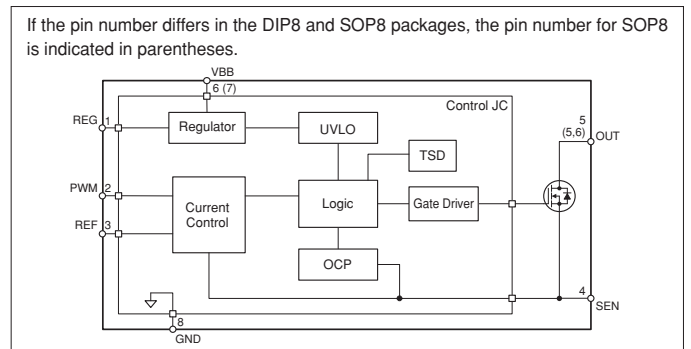 If the pin number differs in the DIP8 and SOP8 packages, the pin number for SOP8
is indicated in parentheses.
VBB
6 (7)
Control JC
REG
1
Regulator
UVLO
5
(5,6)
OUT
TSD
PWM
2
Current
Control
Logic
Gate Driver
REF
3
OCP
4
SEN
8
GND